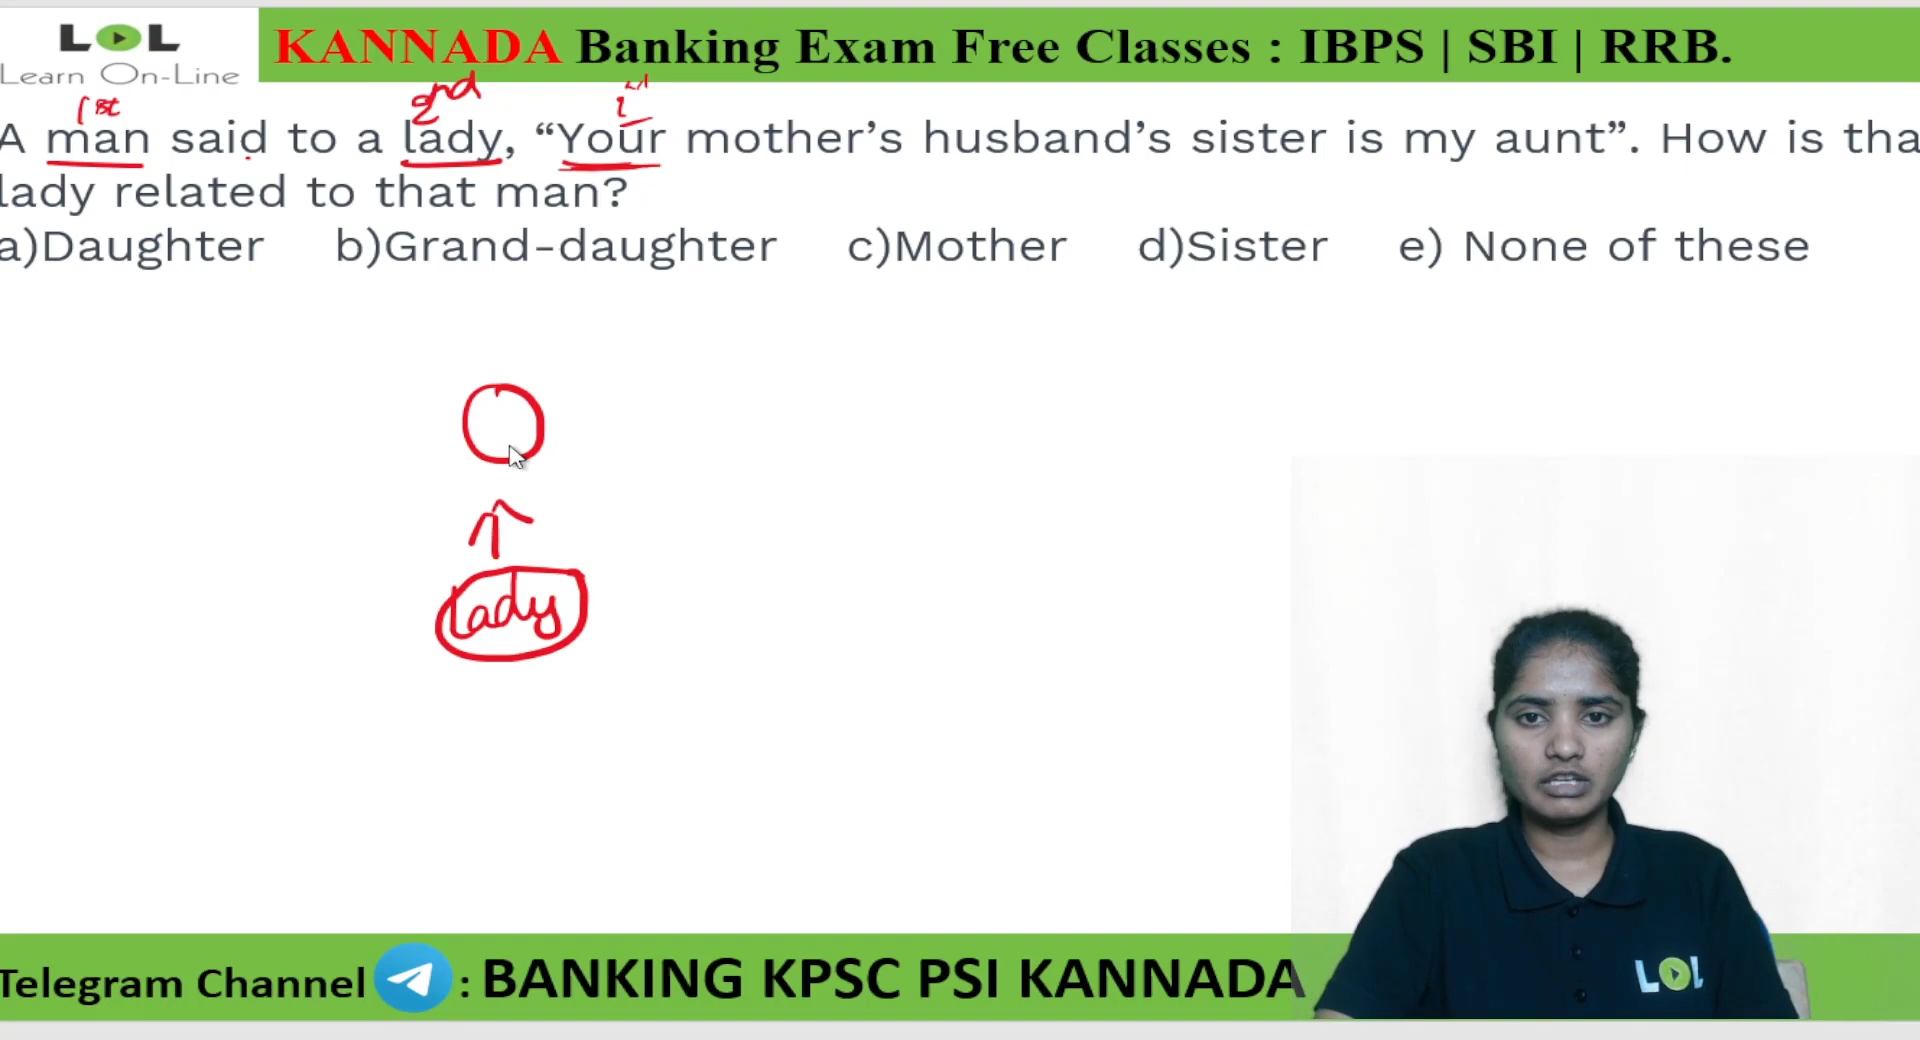 LOL
Learn On-Line
KANNADA Banking Exam Free Classes : IBPS | SBI | RRB.
1st
2nd
A man said to a lady, “Your mother’s husband’s sister is my aunt”. How is tha
lady related to that man?
a)Daughter b)Grand-daughter c)Mother d)Sister e) None of these
lady
LOL
Telegram Channel : BANKING KPSC PSI KANNADA